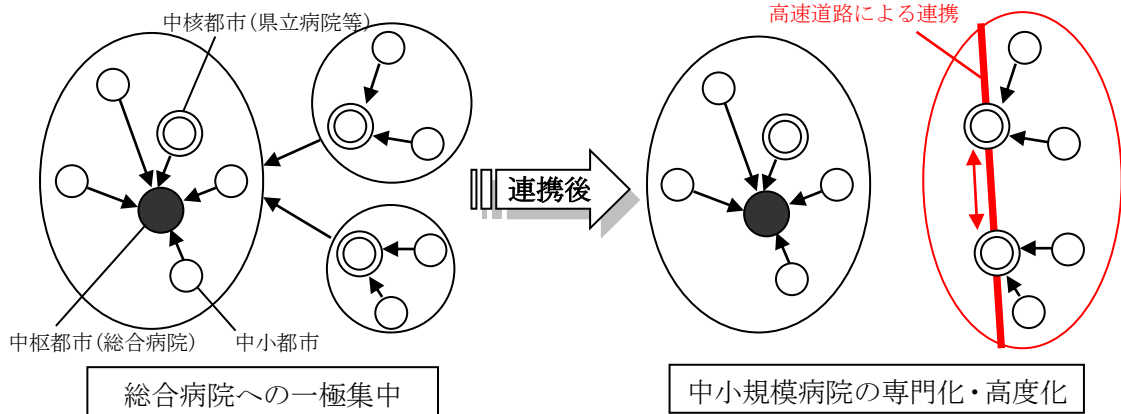 中核都市(県立病院等)
高速道路による連携
連携後
中枢都市(総合病院)
中小都市
総合病院への一極集中
中小規模病院の専門化・高度化